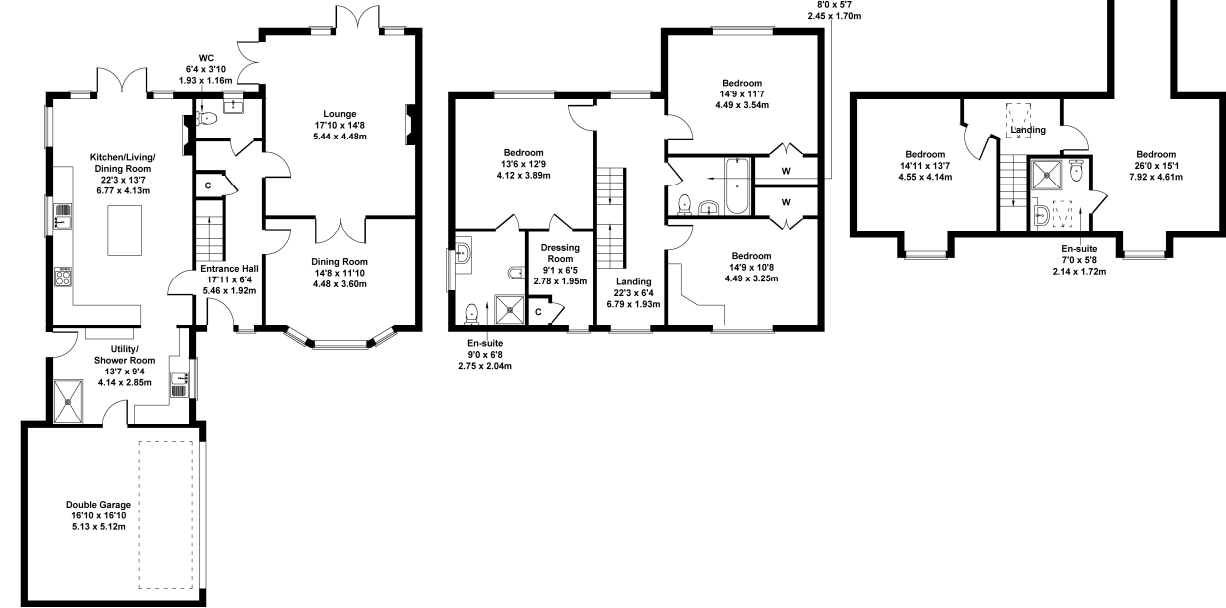 8'0 x 5'7
2.45 x 1.70m
WC
6'4 x 3'10
1.93 x 1.16m
Lounge
17'10 x 14'8
5.44 x 4.48m
Kitchen/Living/
Dining Room
22'3 x 13'7
6.77 x 4.13m
C
Dining Room
14'8 x 11'10
4.48 x 3.60m
Entrance Hall
17'11 x 6'4
5.46 x 1.92m
Utility/
Shower Room
13'7 x 9'4
4.14 x 2.85m
Double Garage
16'10 x 16'10
5.13 x 5.12m
Bedroom
14'9 x 11'7
4.49 x 3.54m
Bedroom
13'6 x 12'9
4.12 x 3.89m
W
W
Dressing
Room
9'1 x 6'5
2.78 x 1.95m
Bedroom
14'9 x 10'8
4.49 x 3.25m
Landing
22'3 x 6'4
6.79 x 1.93m
C
En-suite
9'0 x 6'8
2.75 x 2.04m
Landing
Bedroom
14'11 x 13'7
4.55 x 4.14m
Bedroom
26'0 x 15'1
7.92 x 4.61m
En-suite
7'0 x 5'8
2.14 x 1.72m